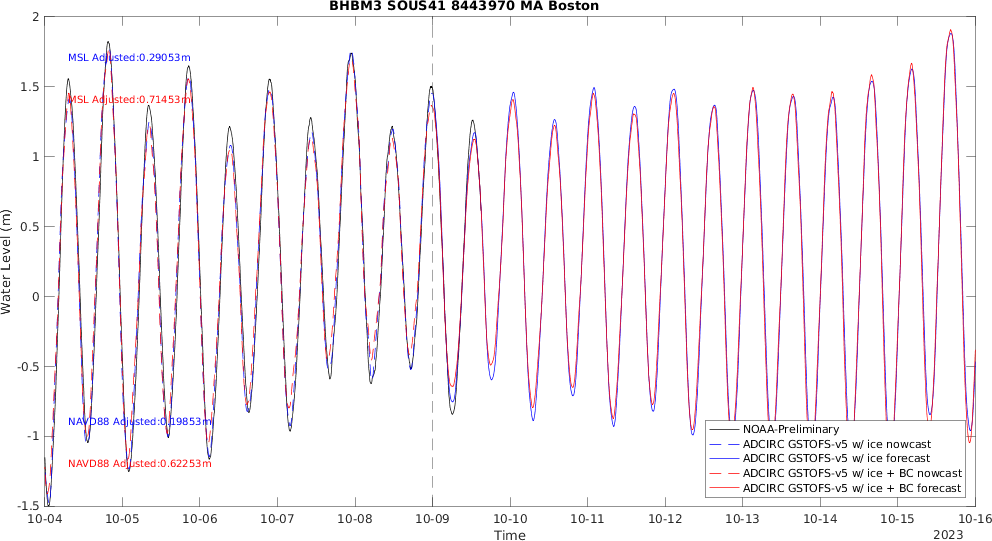 BHBM3 SOUS41 8443970 MA Boston
2
1.5
1
0.5
0
-0.5
-1
-1.5
Water Level (m)
MSL Adjusted:0.29053m
MSL Adjusted:0.71453m
NAVD88 Adjusted:0.19853m
NAVD88 Adjusted:0.62253m
NOAA-Preliminary
ADCIRC GSTOFS-v5 w/ ice nowcast
ADCIRC GSTOFS-v5 w/ ice forecast
ADCIRC GSTOFS-v5 w/ ice + BC nowcast
ADCIRC GSTOFS-v5 w/ ice + BC forecast
10-04 10-05 10-06 10-07 10-08 10-09 10-10 10-11 10-12 10-13 10-14 10-15 10-16
Time
2023